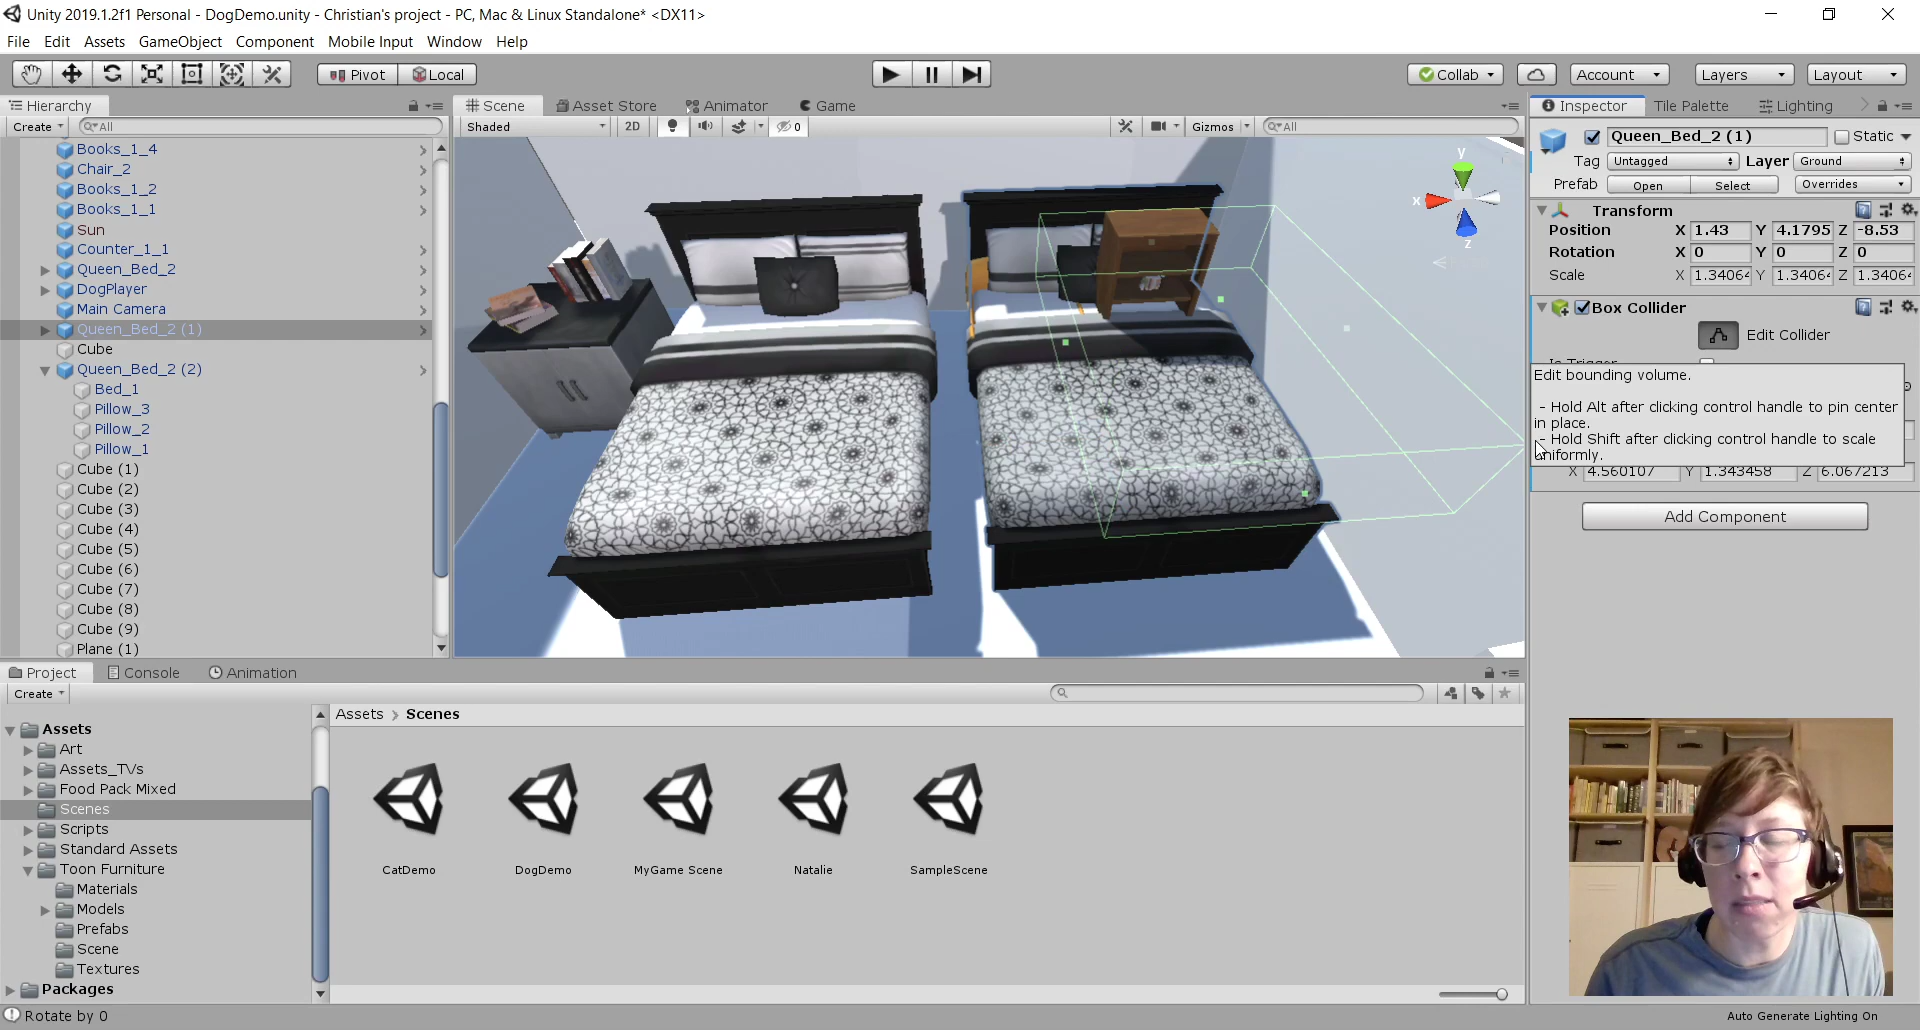 Unity 2019.1.2f1 Personal - DogDemo.unity - Christian's project - PC, Mac & Linux Standalone* <DX11>
File Edit Assets GameObject Component Mobile Input Window Help
Pivot Local Collab Account Layers Layout
Hierarchy Scene Asset Store Animator Game Inspector Tile Palette Lighting
Create All Shaded 2D 0 Gizmos All
Queen_Bed_2 (1) Static
Tag Untagged Layer Ground
Prefab Open Select Overrides
Transform
Position X 1.43 Y 4.1795 Z -8.53
Rotation X 0 Y 0 Z 0
Scale X 1.34064 Y 1.34064 Z 1.34064
Box Collider
Edit Collider
Is Trigger
Edit bounding volume.
- Hold Alt after clicking control handle to pin center
in place.
- Hold Shift after clicking control handle to scale
uniformly.
X 4.560107 Y 1.343458 Z 6.067213
Add Component
Books_1_4
Chair_2
Books_1_2
Books_1_1
Sun
Counter_1_1
Queen_Bed_2
DogPlayer
Main Camera
Queen_Bed_2 (1)
Cube
Queen_Bed_2 (2)
Bed_1
Pillow_3
Pillow_2
Pillow_1
Cube (1)
Cube (2)
Cube (3)
Cube (4)
Cube (5)
Cube (6)
Cube (7)
Cube (8)
Cube (9)
Plane (1)
y
x
z
Project Console Animation
Create
Assets
Art
Assets_TVs
Food Pack Mixed
Scenes
Scripts
Standard Assets
Toon Furniture
Materials
Models
Prefabs
Scene
Textures
Packages
Assets > Scenes
CatDemo DogDemo MyGame Scene Natalie SampleScene
Rotate by 0
Auto Generate Lighting On